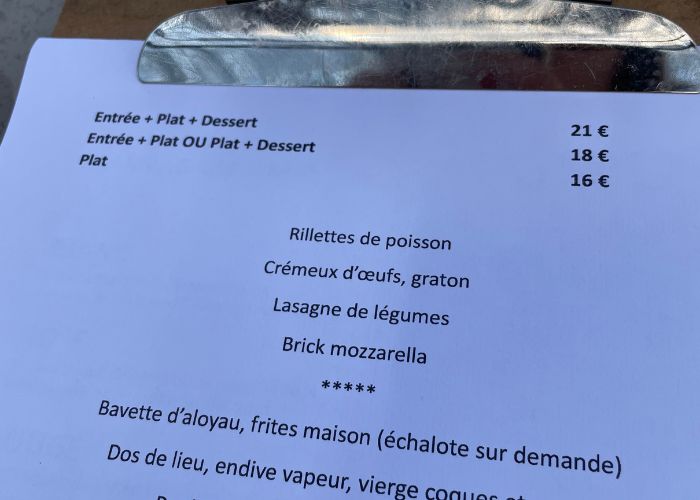 Entrée + Plat + Dessert 21 €
Entrée + Plat OU Plat + Dessert 18 €
Plat 16 €
Rillettes de poisson
Crémeux d'œufs, graton
Lasagne de légumes
Brick mozzarella
*****
Bavette d'aloyau, frites maison (échalote sur demande)
Dos de lieu, endive vapeur, vierge coques et